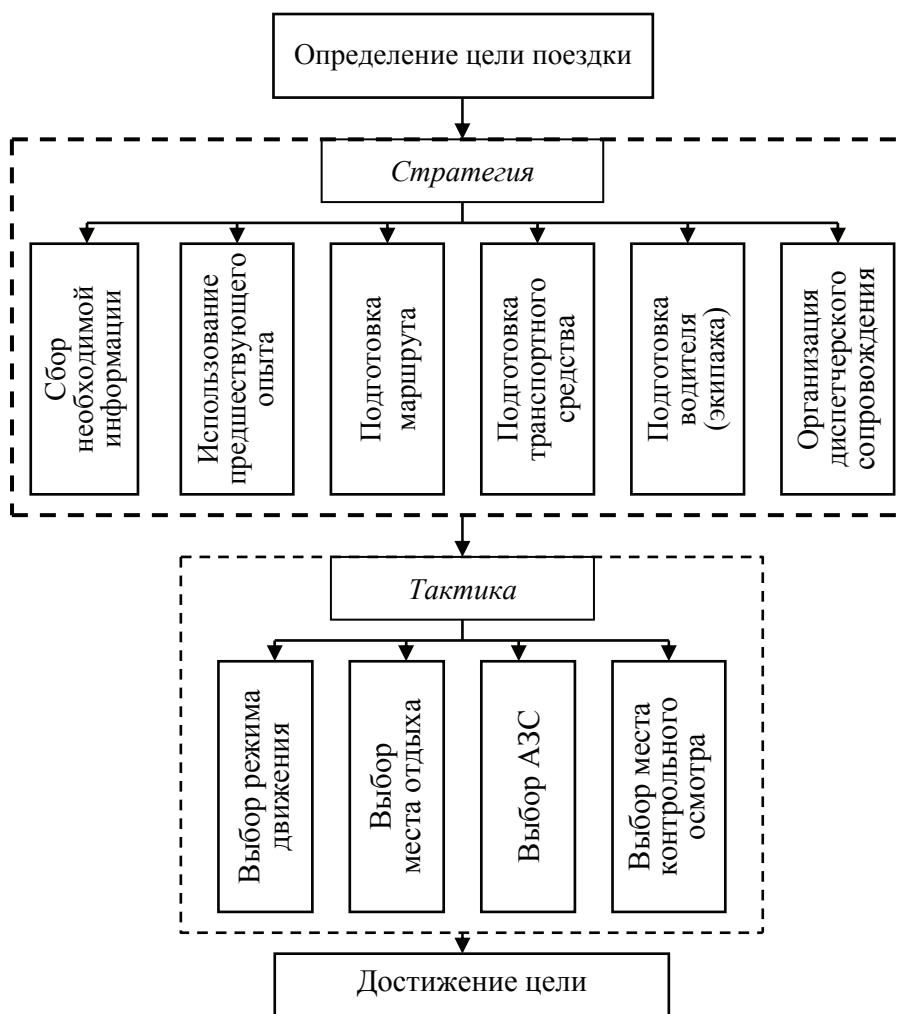 Определение цели поездки
Стратегия
Сбор
необходимой
информации
Использование
предшествующего
опыта
Подготовка
маршрута
Подготовка
транспортного
средства
Подготовка
водителя
(экипажа)
Организация
диспетчерского
сопровождения
Тактика
Выбор режима
движения
Выбор
места отдыха
Выбор АЗС
Выбор места
контрольного
осмотра
Достижение цели